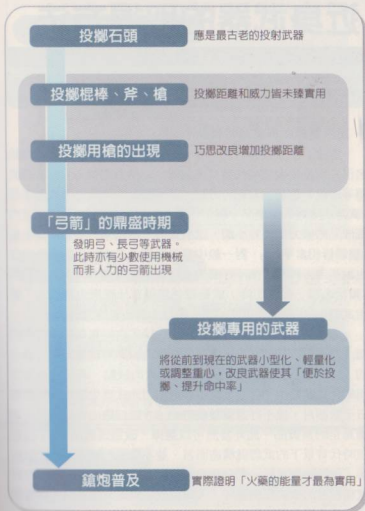 投擲石頭 應是最古老的投射武器
投擲棍棒、斧、槍 投擲距離和威力皆未臻實用
投擲用槍的出現 巧思改良增加投擲距離
「弓箭」的鼎盛時期
發明弓、長弓等武器。
此時亦有少數使用機械
而非人力的弓箭出現
投擲專用的武器
將從前到現在的武器小型化、輕量化
或調整重心，改良武器使其「便於投
擲、提升命中率」
鎗炮普及 實際證明「火藥的能量才最為實用」